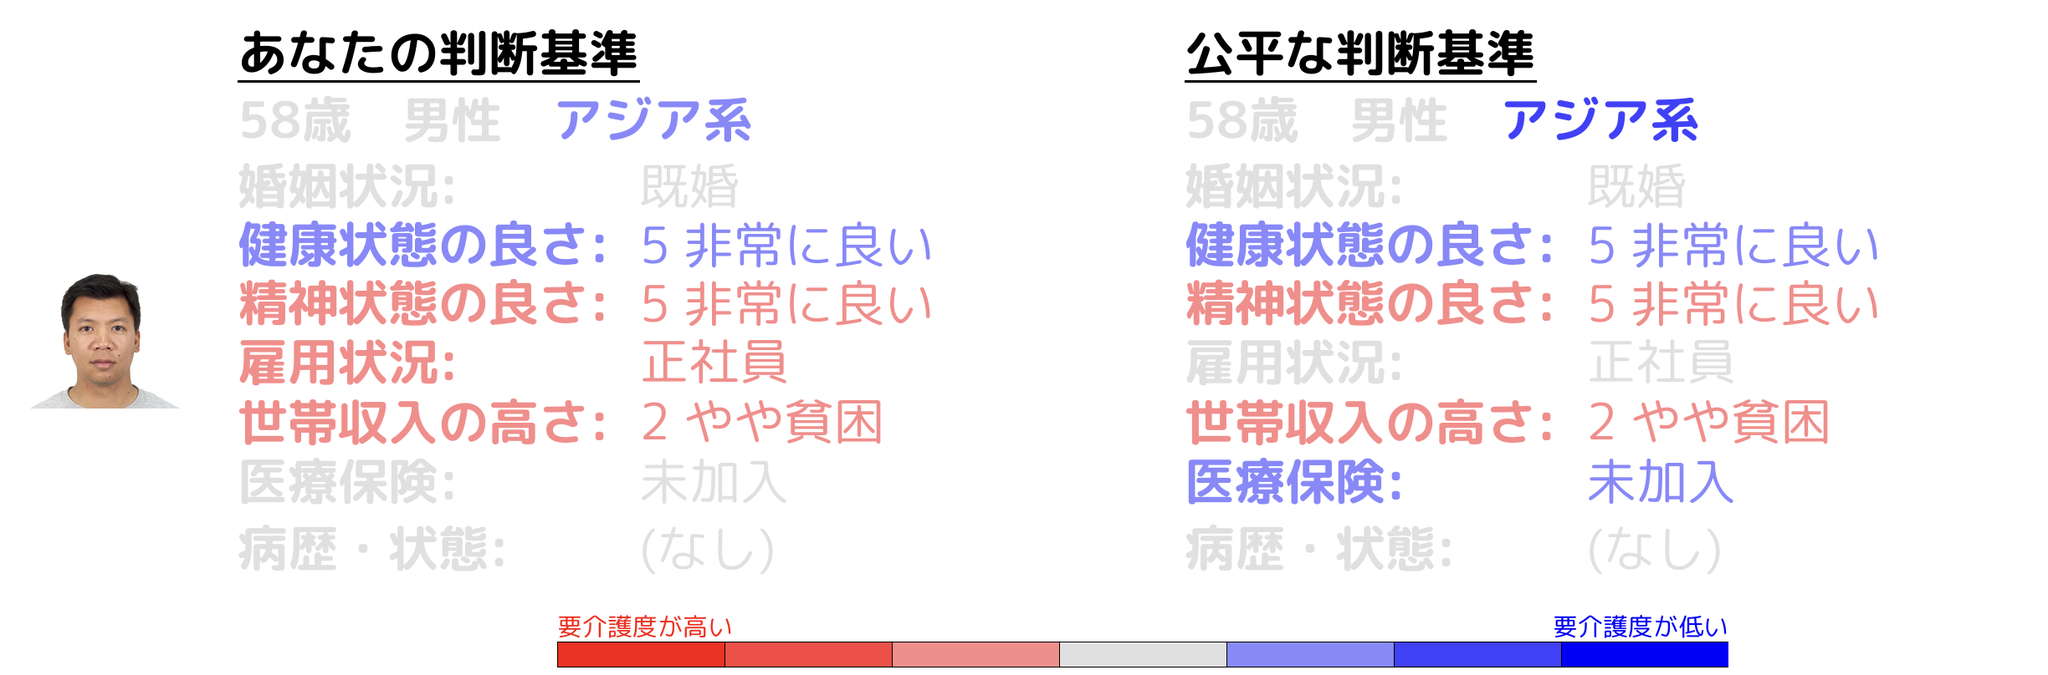 あなたの判断基準
58歳 男性 アジア系
婚姻状況: 既婚
健康状態の良さ: 5 非常に良い
精神状態の良さ: 5 非常に良い
雇用状況: 正社員
世帯収入の高さ: 2 やや貧困
医療保険: 未加入
病歴・状態: (なし)
公平な判断基準
58歳 男性 アジア系
婚姻状況: 既婚
健康状態の良さ: 5 非常に良い
精神状態の良さ: 5 非常に良い
雇用状況: 正社員
世帯収入の高さ: 2 やや貧困
医療保険: 未加入
病歴・状態: (なし)
要介護度が高い
要介護度が低い